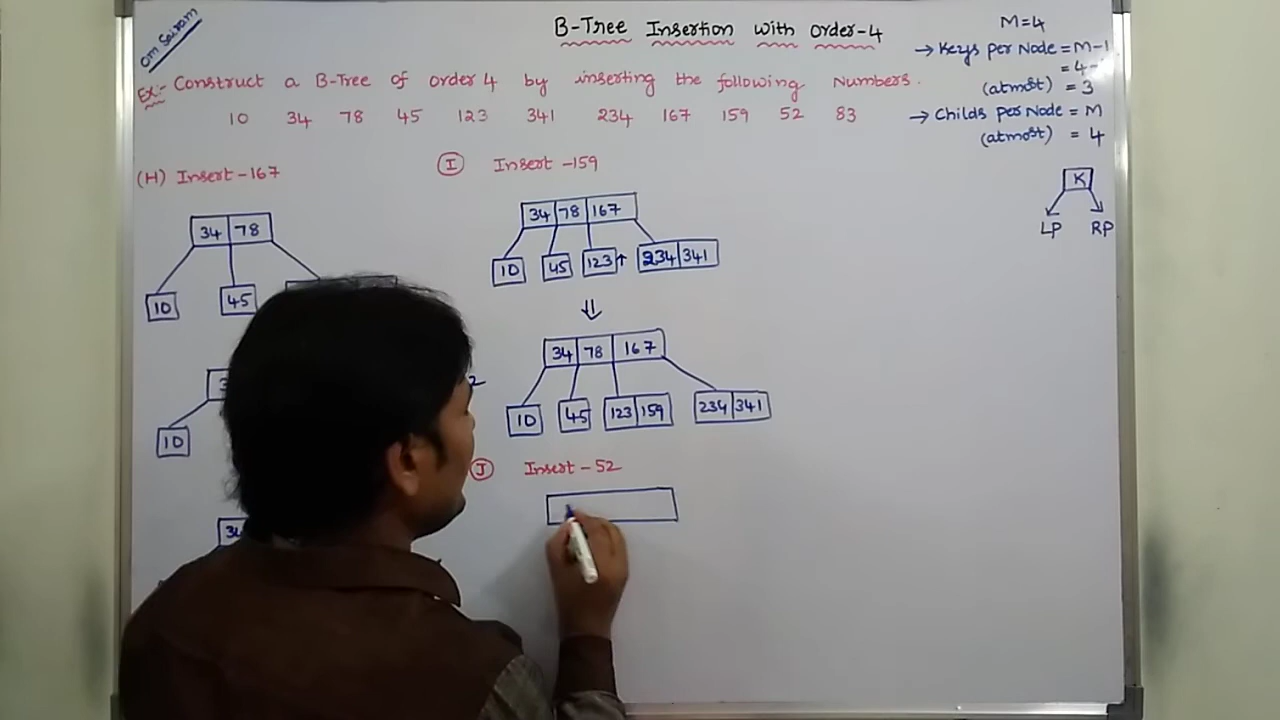 Om Sairam
B-Tree Insertion with Order-4
Ex:- Construct a B-Tree of order 4 by inserting the following Numbers.
10 34 78 45 123 341 234 167 159 52 83
M=4
→ Keys per Node = M-1
= 4-
(atmost) = 3
→ Childs per Node = M
(atmost) = 4
K
LP RP
(H) Insert-167
34 78
10 45
10
I Insert-159
34 78 167
10 45 123↑ 234 341
⇓
34 78 167
10 45 123 159 234 341
J Insert-52